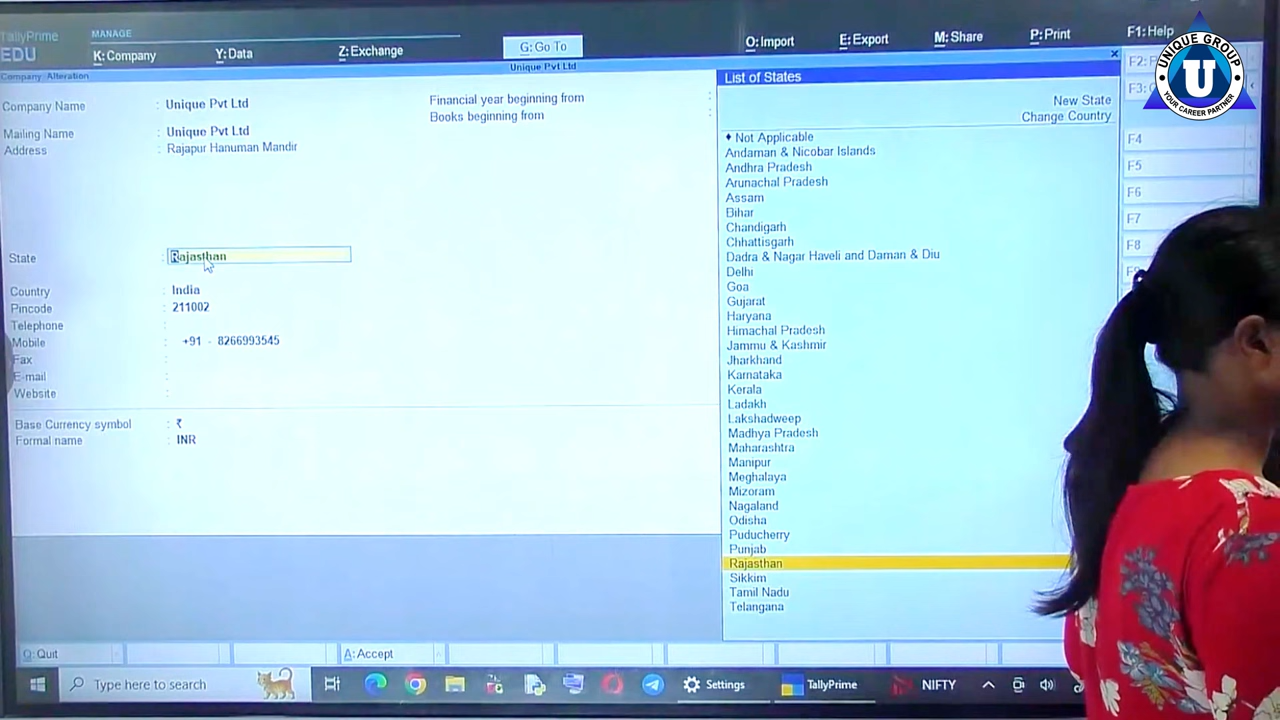 TallyPrime
MANAGE
EDU
K: Company
Y: Data
Z: Exchange
G: Go To
O: Import
E: Export
M: Share
P: Print
F1: Help
Company Alteration
Unique Pvt Ltd
Company Name : Unique Pvt Ltd
Financial year beginning from :
Books beginning from :
Mailing Name : Unique Pvt Ltd
Address : Rajapur Hanuman Mandir
State : Rajasthan
Country : India
Pincode : 211002
Telephone :
Mobile : +91 - 8266993545
Fax :
E-mail :
Website :
Base Currency symbol : ₹
Formal name : INR
List of States
New State
Change Country
♦ Not Applicable
Andaman & Nicobar Islands
Andhra Pradesh
Arunachal Pradesh
Assam
Bihar
Chandigarh
Chhattisgarh
Dadra & Nagar Haveli and Daman & Diu
Delhi
Goa
Gujarat
Haryana
Himachal Pradesh
Jammu & Kashmir
Jharkhand
Karnataka
Kerala
Ladakh
Lakshadweep
Madhya Pradesh
Maharashtra
Manipur
Meghalaya
Mizoram
Nagaland
Odisha
Puducherry
Punjab
Rajasthan
Sikkim
Tamil Nadu
Telangana
F2:
F3:
F4
F5
F6
F7
F8
UNIQUE GROUP
U
YOUR CAREER PARTNER
Q: Quit
A: Accept
Type here to search
Settings
TallyPrime
NIFTY